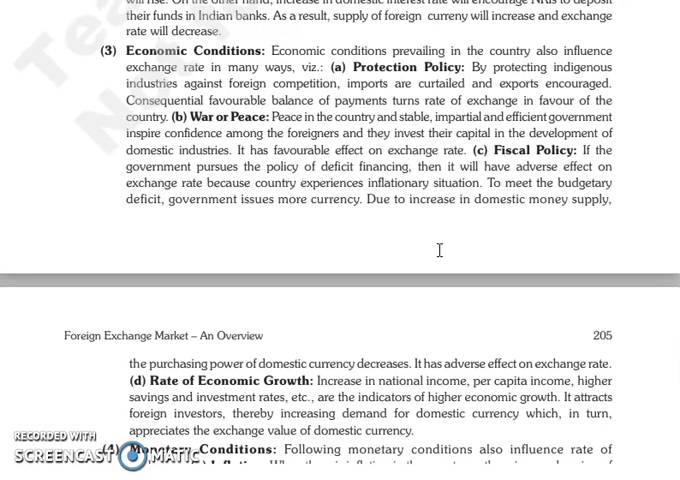 their funds in Indian banks. As a result, supply of foreign curreny will increase and exchange
rate will decrease.
(3) Economic Conditions: Economic conditions prevailing in the country also influence
exchange rate in many ways, viz.: (a) Protection Policy: By protecting indigenous
industries against foreign competition, imports are curtailed and exports encouraged.
Consequential favourable balance of payments turns rate of exchange in favour of the
country. (b) War or Peace: Peace in the country and stable, impartial and efficient government
inspire confidence among the foreigners and they invest their capital in the development of
domestic industries. It has favourable effect on exchange rate. (c) Fiscal Policy: If the
government pursues the policy of deficit financing, then it will have adverse effect on
exchange rate because country experiences inflationary situation. To meet the budgetary
deficit, government issues more currency. Due to increase in domestic money supply,
Foreign Exchange Market – An Overview 205
the purchasing power of domestic currency decreases. It has adverse effect on exchange rate.
(d) Rate of Economic Growth: Increase in national income, per capita income, higher
savings and investment rates, etc., are the indicators of higher economic growth. It attracts
foreign investors, thereby increasing demand for domestic currency which, in turn,
appreciates the exchange value of domestic currency.
(4) Monetary Conditions: Following monetary conditions also influence rate of
RECORDED WITH
SCREENCAST MATIC